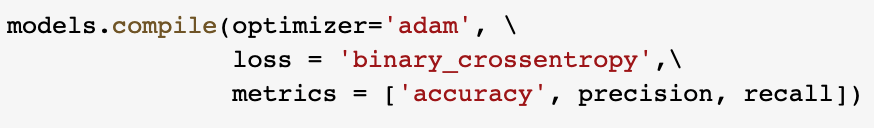 models.compile(optimizer='adam', \
loss = 'binary_crossentropy',\
metrics = ['accuracy', precision, recall])